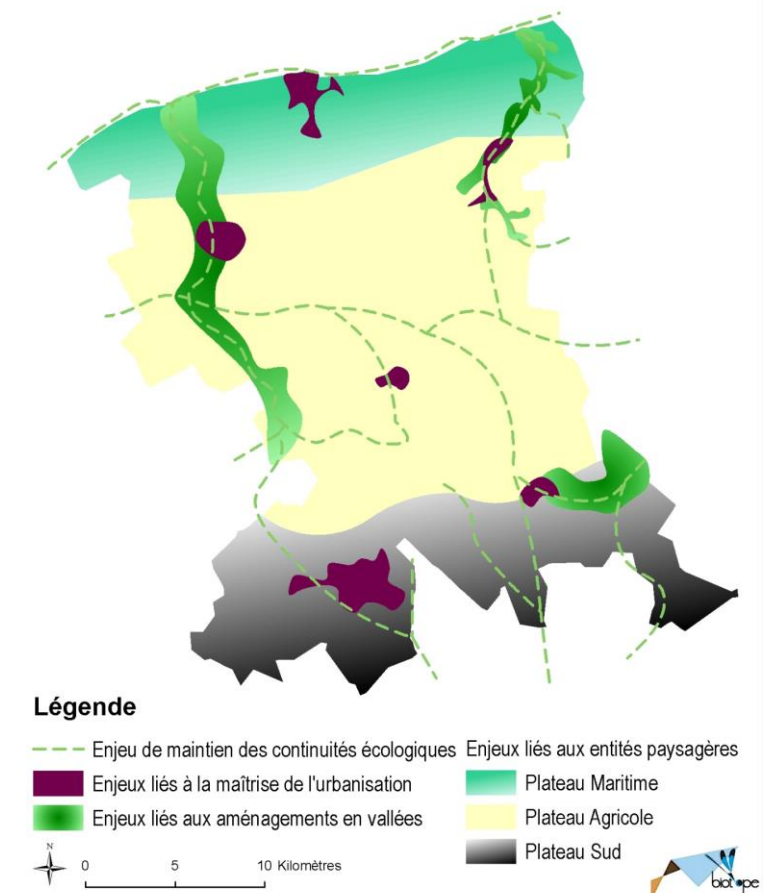 Légende
Enjeu de maintien des continuités écologiques
Enjeux liés à la maîtrise de l'urbanisation
Enjeux liés aux aménagements en vallées
Enjeux liés aux entités paysagères
Plateau Maritime
Plateau Agricole
Plateau Sud
N
0 5 10 Kilomètres
biotope